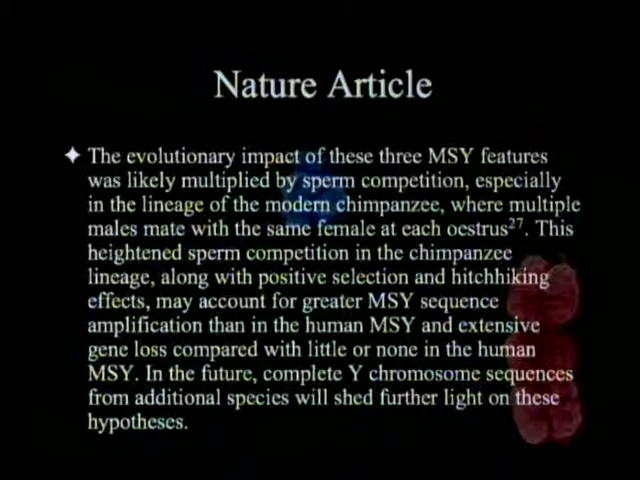 Nature Article
The evolutionary impact of these three MSY features
was likely multiplied by sperm competition, especially
in the lineage of the modern chimpanzee, where multiple
males mate with the same female at each oestrus27. This
heightened sperm competition in the chimpanzee
lineage, along with positive selection and hitchhiking
effects, may account for greater MSY sequence
amplification than in the human MSY and extensive
gene loss compared with little or none in the human
MSY. In the future, complete Y chromosome sequences
from additional species will shed further light on these
hypotheses.